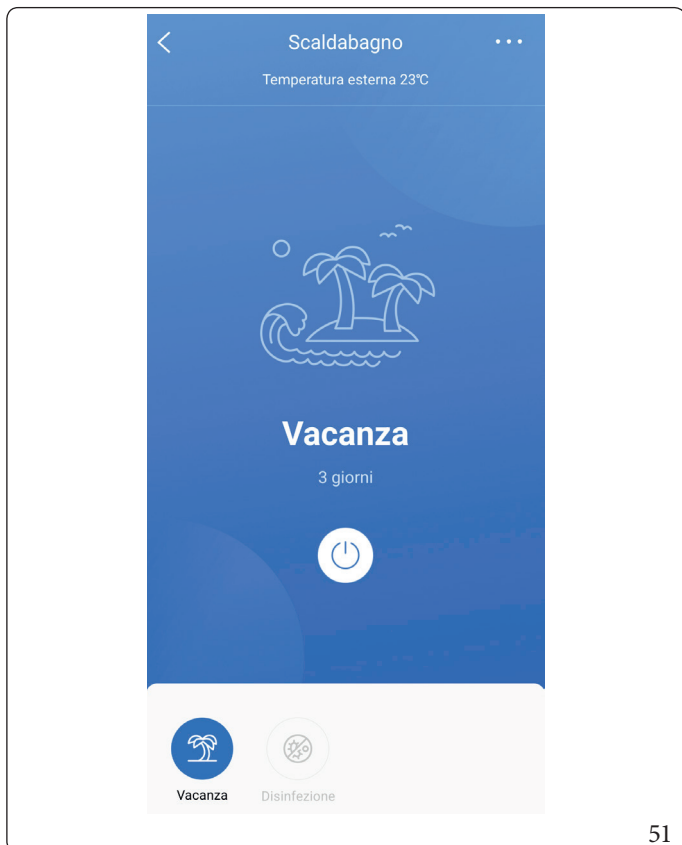 Scaldabagno
Temperatura esterna 23℃
Vacanza
3 giorni
Vacanza
Disinfezione
51